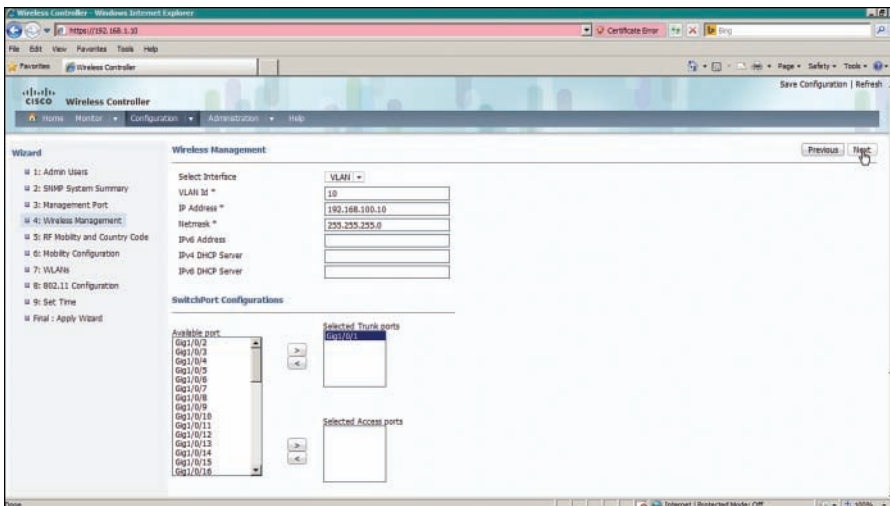 Wireless Controller - Windows Internet Explorer
https://192.168.1.10
Certificate Error
Bing
File Edit View Favorites Tools Help
Favorites Wireless Controller
Page Safety Tools
Save Configuration | Refresh
CISCO Wireless Controller
Home Monitor Configuration Administration Help
Wizard
1: Admin Users
2: SNMP System Summary
3: Management Port
4: Wireless Management
5: RF Mobility and Country Code
6: Mobility Configuration
7: WLANs
8: 802.11 Configuration
9: Set Time
Final : Apply Wizard
Wireless Management
Previous Next
Select Interface VLAN
VLAN Id * 10
IP Address * 192.168.100.10
Netmask * 255.255.255.0
IPv6 Address
IPv4 DHCP Server
IPv6 DHCP Server
SwitchPort Configurations
Available port
Gig1/0/2
Gig1/0/3
Gig1/0/4
Gig1/0/5
Gig1/0/6
Gig1/0/7
Gig1/0/8
Gig1/0/9
Gig1/0/10
Gig1/0/11
Gig1/0/12
Gig1/0/13
Gig1/0/14
Gig1/0/15
Gig1/0/16
>
<
Selected Trunk ports
Gig1/0/1
>
<
Selected Access ports
Done
Internet | Protected Mode: Off
100%